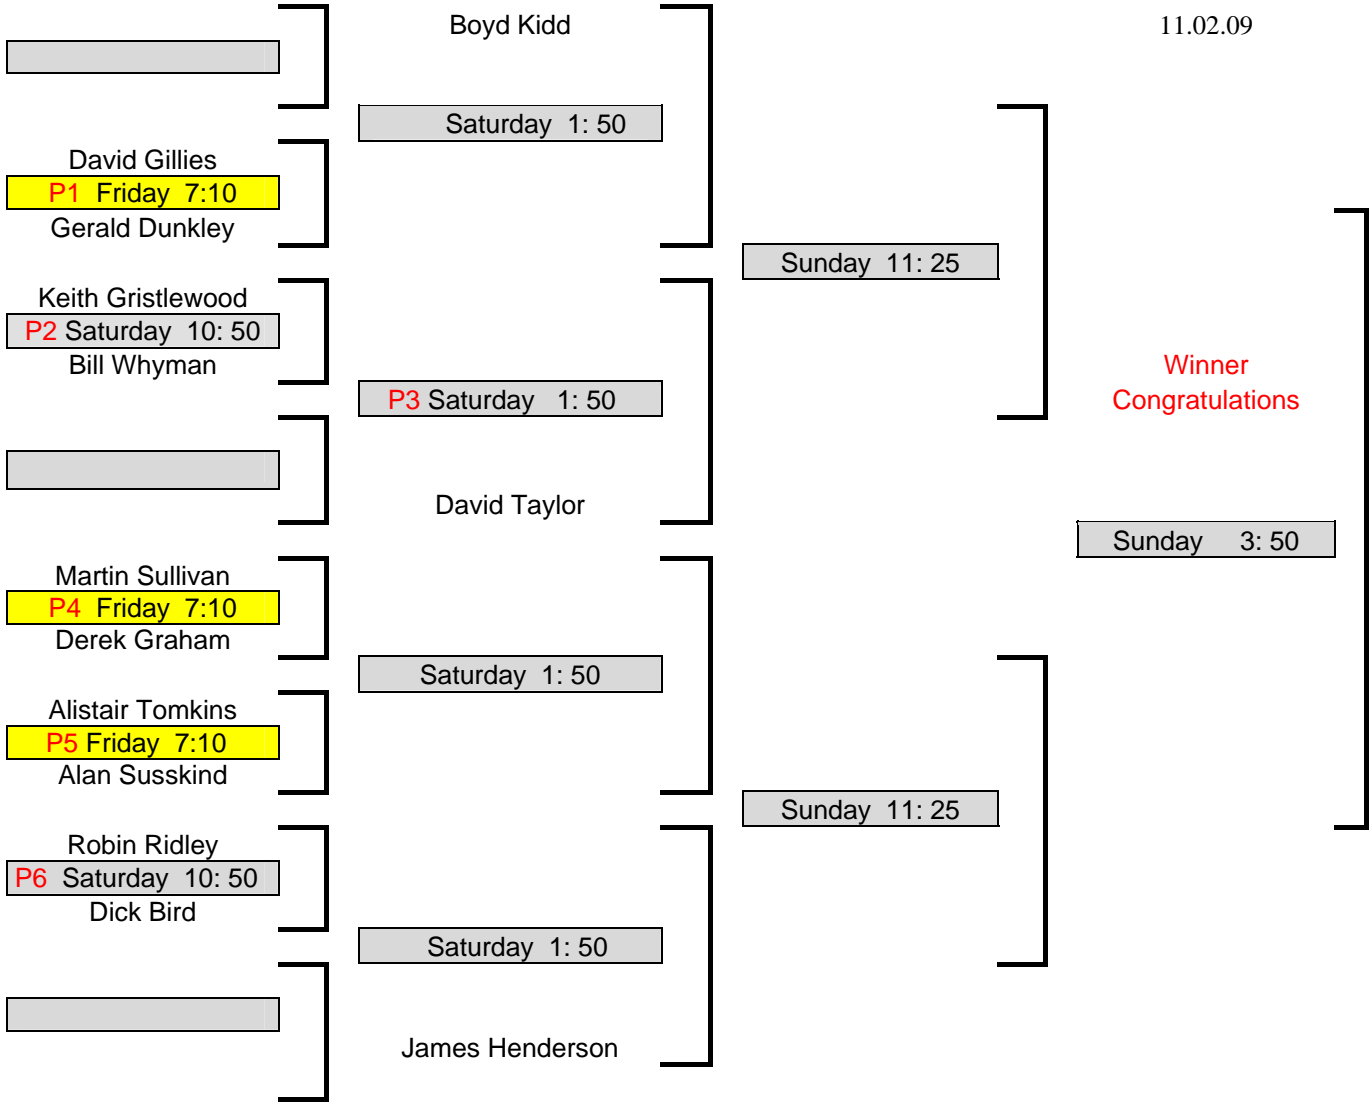 Boyd Kidd
11.02.09
Saturday 1: 50
David Gillies
P1 Friday 7:10
Gerald Dunkley
Sunday 11: 25
Keith Gristlewood
P2 Saturday 10: 50
Bill Whyman
Winner
P3 Saturday 1: 50
Congratulations
David Taylor
Sunday 3: 50
Martin Sullivan
P4 Friday 7:10
Derek Graham
Saturday 1: 50
Alistair Tomkins
P5 Friday 7:10
Alan Susskind
Sunday 11: 25
Robin Ridley
P6 Saturday 10: 50
Dick Bird
Saturday 1: 50
James Henderson